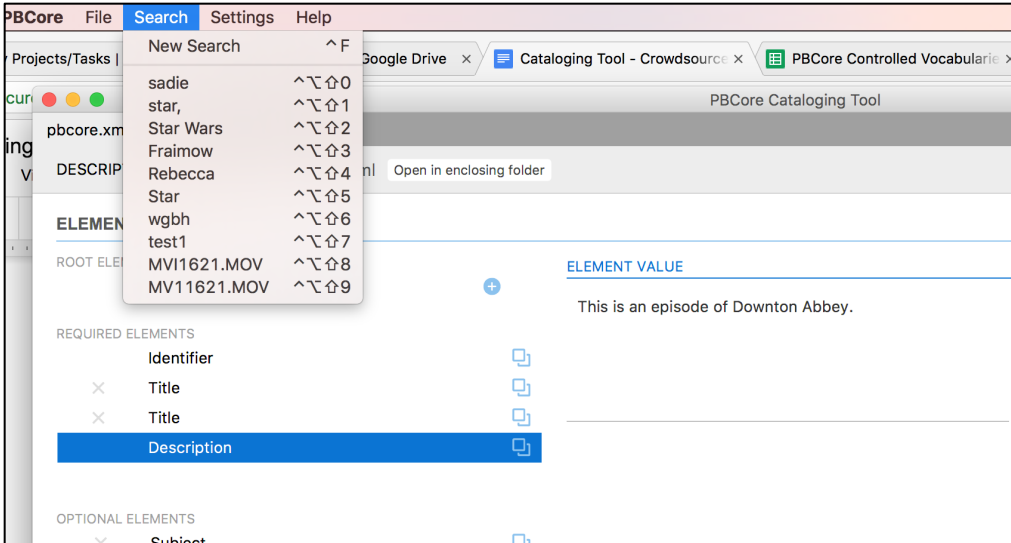 PBCore File Search Settings Help
New Search ^ F
Projects/Tasks | Google Drive × Cataloging Tool - Crowdsource × PBCore Controlled Vocabularie ×
sadie ^⌥⇧0
star, ^⌥⇧1
PBCore Cataloging Tool
Star Wars ^⌥⇧2
pbcore.xm
Fraimow ^⌥⇧3
Rebecca ^⌥⇧4
DESCRIP ml Open in enclosing folder
Star ^⌥⇧5
wgbh ^⌥⇧6
ELEMEN
test1 ^⌥⇧7
ROOT ELE
MVI1621.MOV ^⌥⇧8
ELEMENT VALUE
MV11621.MOV ^⌥⇧9
This is an episode of Downton Abbey.
REQUIRED ELEMENTS
Identifier
Title
Title
Description
OPTIONAL ELEMENTS
Subject